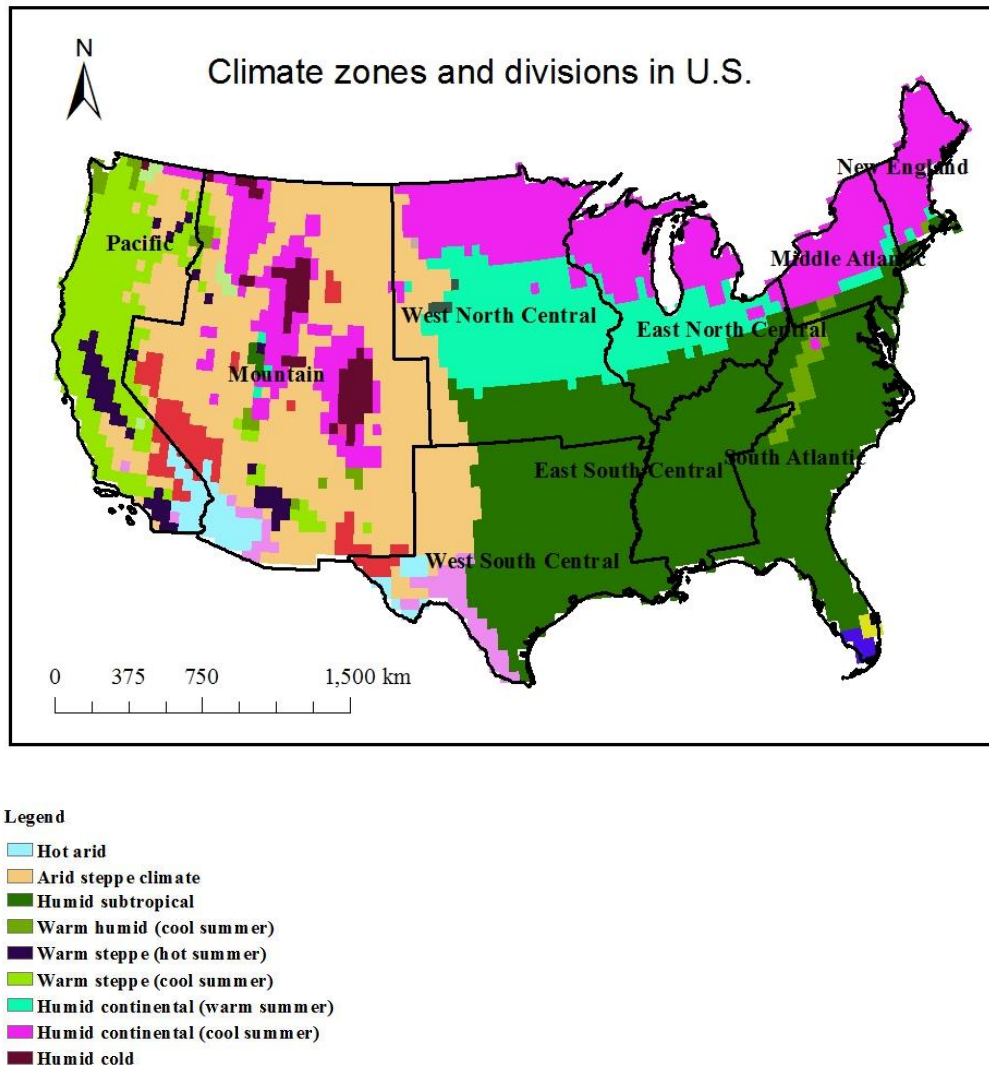 N
Climate zones and divisions in U.S.
New England
Pacific
Middle Atlantic
West North Central
East North Central
Mountain
South Atlantic
East South Central
West South Central
0 375 750 1,500 km
Legend
Hot arid
Arid steppe climate
Humid subtropical
Warm humid (cool summer)
Warm steppe (hot summer)
Warm steppe (cool summer)
Humid continental (warm summer)
Humid continental (cool summer)
Humid cold